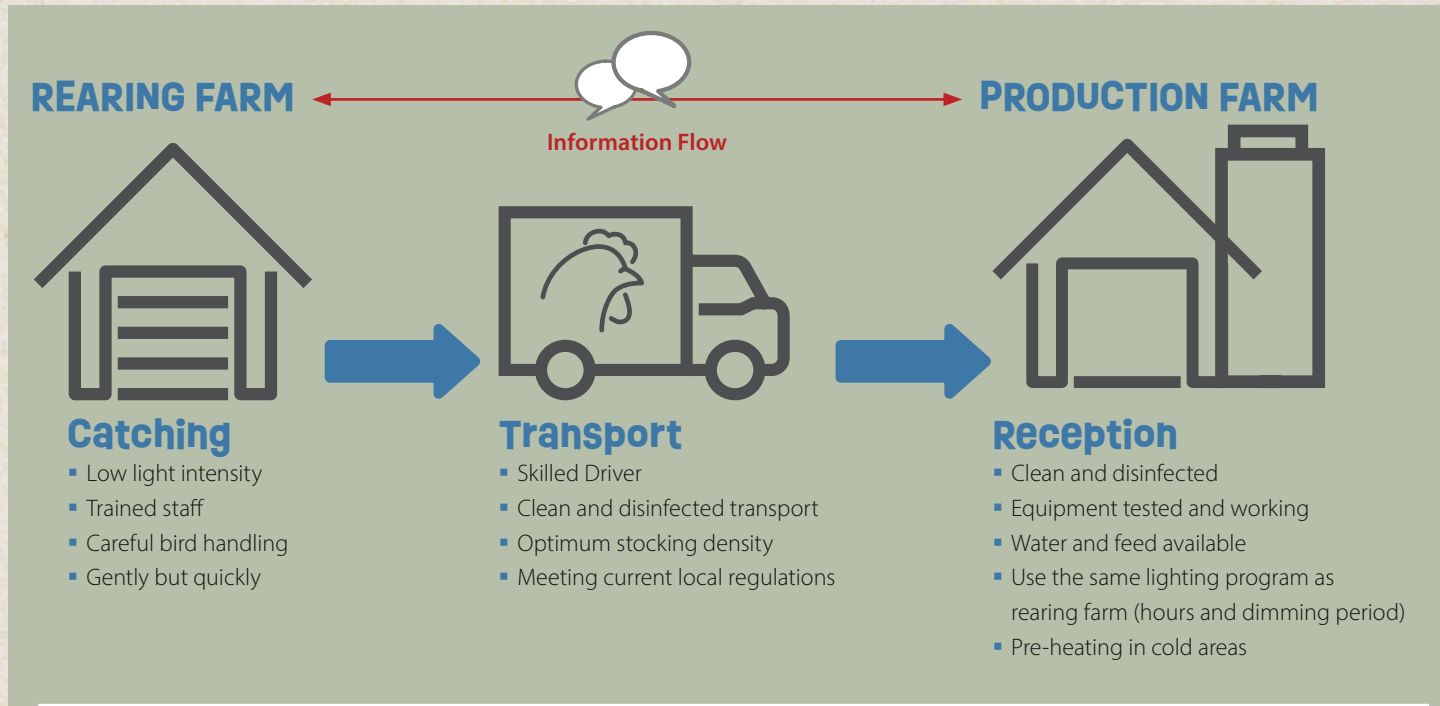 REARING FARM
PRODUCTION FARM
Information Flow
Catching
▪ Low light intensity
▪ Trained staff
▪ Careful bird handling
▪ Gently but quickly
Transport
▪ Skilled Driver
▪ Clean and disinfected transport
▪ Optimum stocking density
▪ Meeting current local regulations
Reception
▪ Clean and disinfected
▪ Equipment tested and working
▪ Water and feed available
▪ Use the same lighting program as
rearing farm (hours and dimming period)
▪ Pre-heating in cold areas